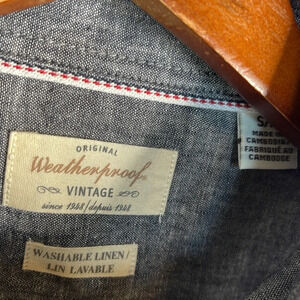 ORIGINAL
Weatherproof
VINTAGE
since 1948 / depuis 1948
WASHABLE LINEN /
LIN LAVABLE
MADE IN
CAMBODIA
FABRIQUÉ AU
CAMBODGE